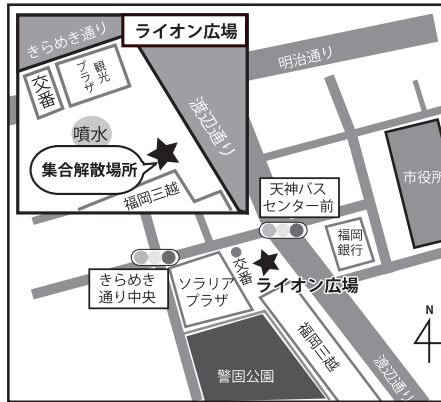 ライオン広場
きらめき通り
交番
観光
プラザ
渡辺通り
噴水
集合解散場所
福岡三越
明治通り
市役所
天神バス
センター前
福岡
銀行
きらめき
通り中央
ソラリア
プラザ
交番
ライオン広場
福岡三越
渡辺通り
警固公園
N